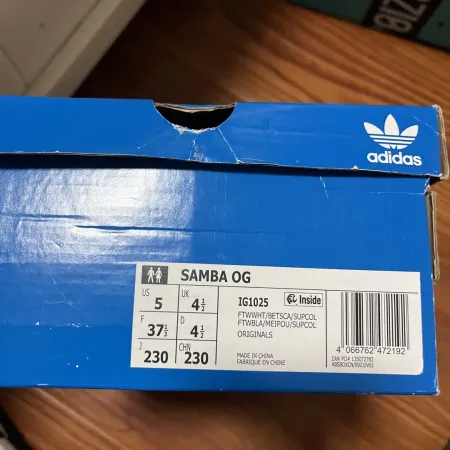 adidas
SAMBA OG
US 5 UK 4½
F 37⅓ D 4½
J 230 CHN 230
IG1025 Inside
FTWWHT/BETSCA/SUPCOL
FTWBLA/MEIPOU/SUPCOL
ORIGINALS
MADE IN CHINA
FABRIQUÉ EN CHINE
4 066762 472192